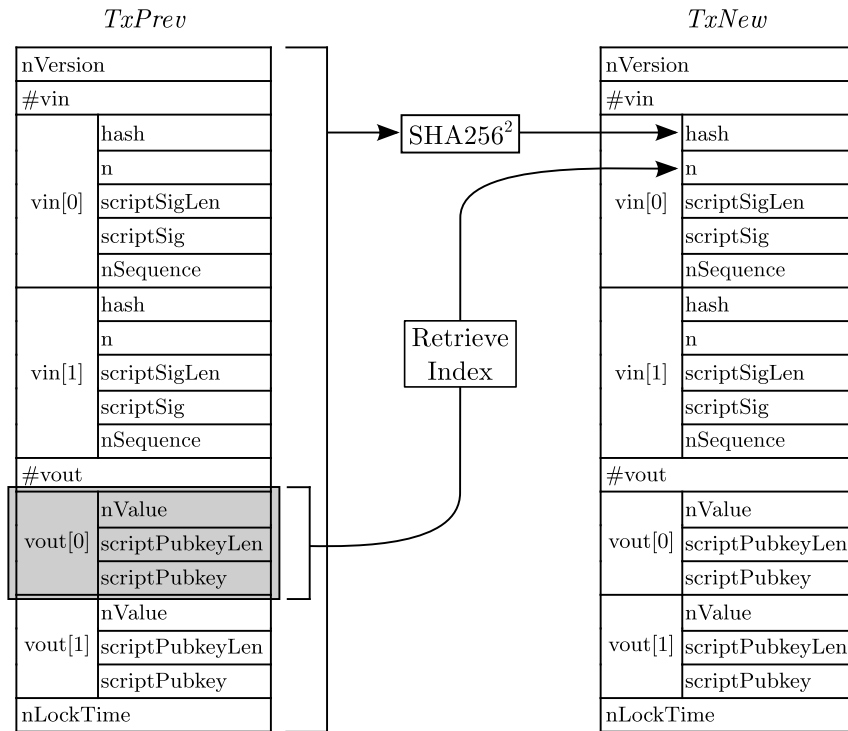 TxPrev
nVersion
#vin
vin[0]
hash
n
scriptSigLen
scriptSig
nSequence
vin[1]
hash
n
scriptSigLen
scriptSig
nSequence
#vout
vout[0]
nValue
scriptPubkeyLen
scriptPubkey
vout[1]
nValue
scriptPubkeyLen
scriptPubkey
nLockTime
SHA256²
Retrieve
Index
TxNew
nVersion
#vin
vin[0]
hash
n
scriptSigLen
scriptSig
nSequence
vin[1]
hash
n
scriptSigLen
scriptSig
nSequence
#vout
vout[0]
nValue
scriptPubkeyLen
scriptPubkey
vout[1]
nValue
scriptPubkeyLen
scriptPubkey
nLockTime